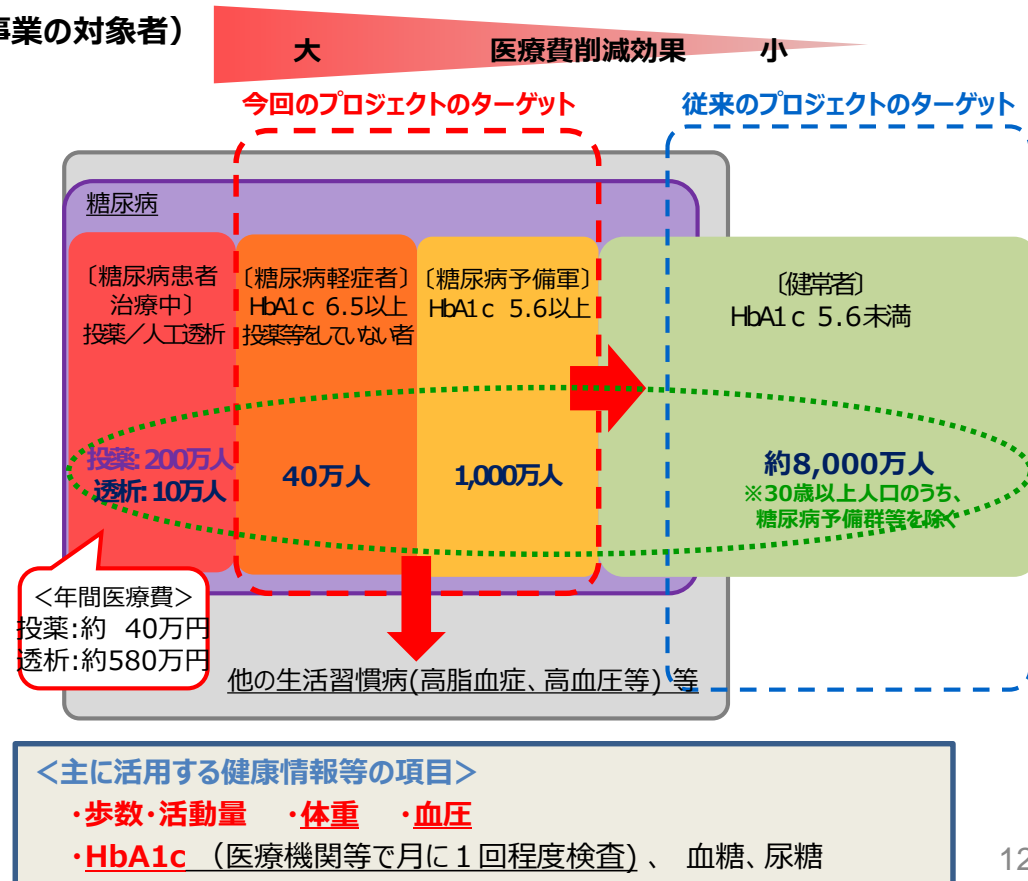 事業の対象者）
大 医療費削減効果 小
今回のプロジェクトのターゲット
従来のプロジェクトのターゲット
糖尿病
〔糖尿病患者
治療中〕
投薬／人工透析
〔糖尿病軽症者〕
HbA1c 6.5以上
投薬等をしていない者
〔糖尿病予備軍〕
HbA1c 5.6以上
〔健常者〕
HbA1c 5.6未満
投薬：200万人
透析：10万人
40万人
1,000万人
約8,000万人
※30歳以上人口のうち、
糖尿病予備群等を除く
＜年間医療費＞
投薬：約 40万円
透析：約580万円
他の生活習慣病(高脂血症、高血圧等) 等
＜主に活用する健康情報等の項目＞
・歩数・活動量 ・体重 ・血圧
・HbA1c （医療機関等で月に１回程度検査) 、 血糖、尿糖
12